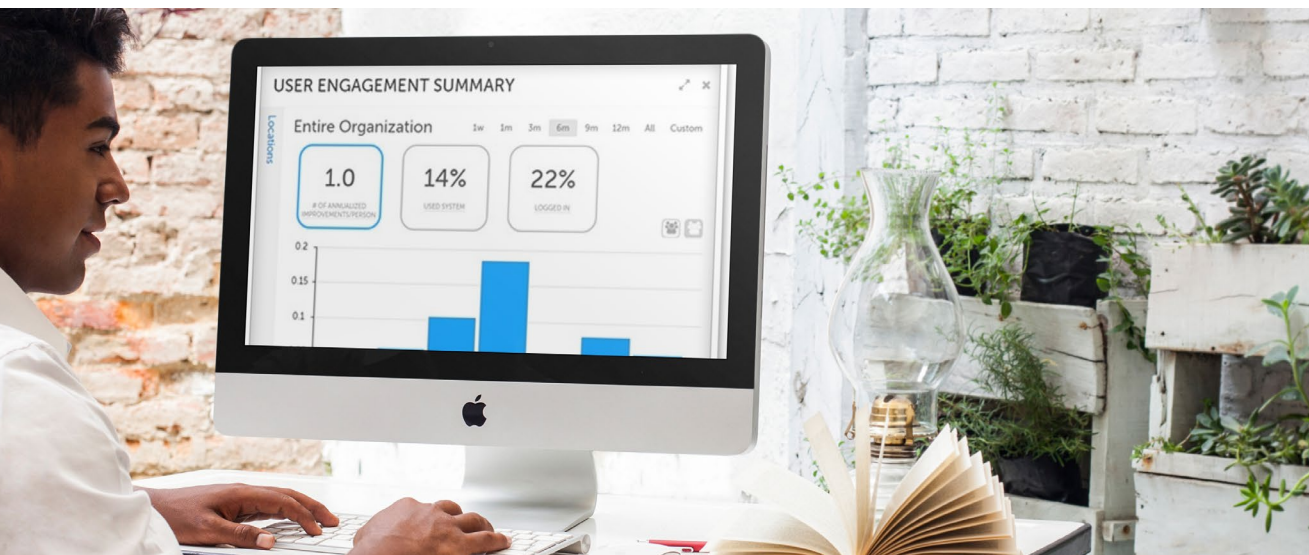 USER ENGAGEMENT SUMMARY
Locations
Entire Organization
1w 1m 3m 6m 9m 12m All Custom
1.0
# OF ANNUALIZED
IMPROVEMENTS/PERSON
14%
USED SYSTEM
22%
LOGGED IN
0.2
0.15
0.1